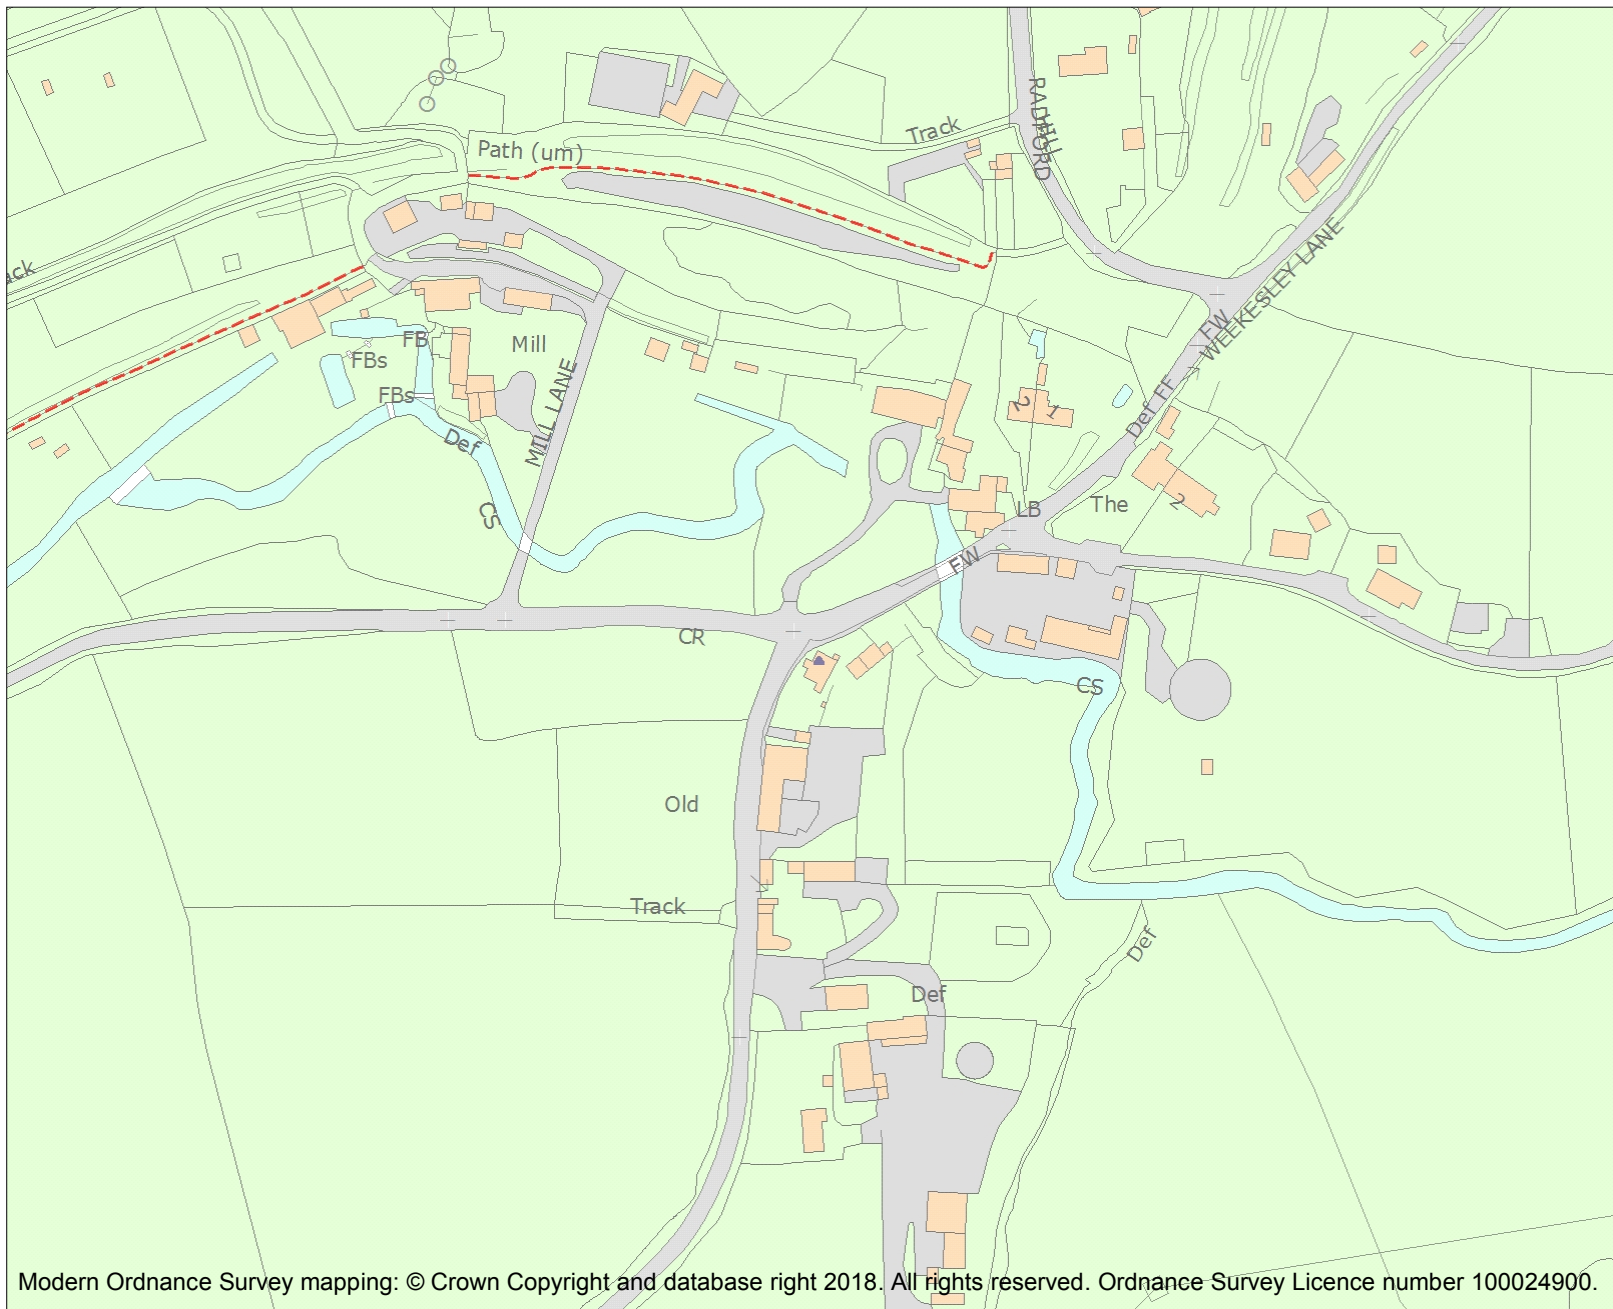 Track
RADFORD
HILL
Path (um)
ack
WEEKESLEY LANE
FW
FB
Mill
FBs
FBs
MILL LANE
Def FF
2
1
Def
CS
LB
The
2
FW
CR
CS
Old
Track
Def
Def
Modern Ordnance Survey mapping: © Crown Copyright and database right 2018. All rights reserved. Ordnance Survey Licence number 100024900.